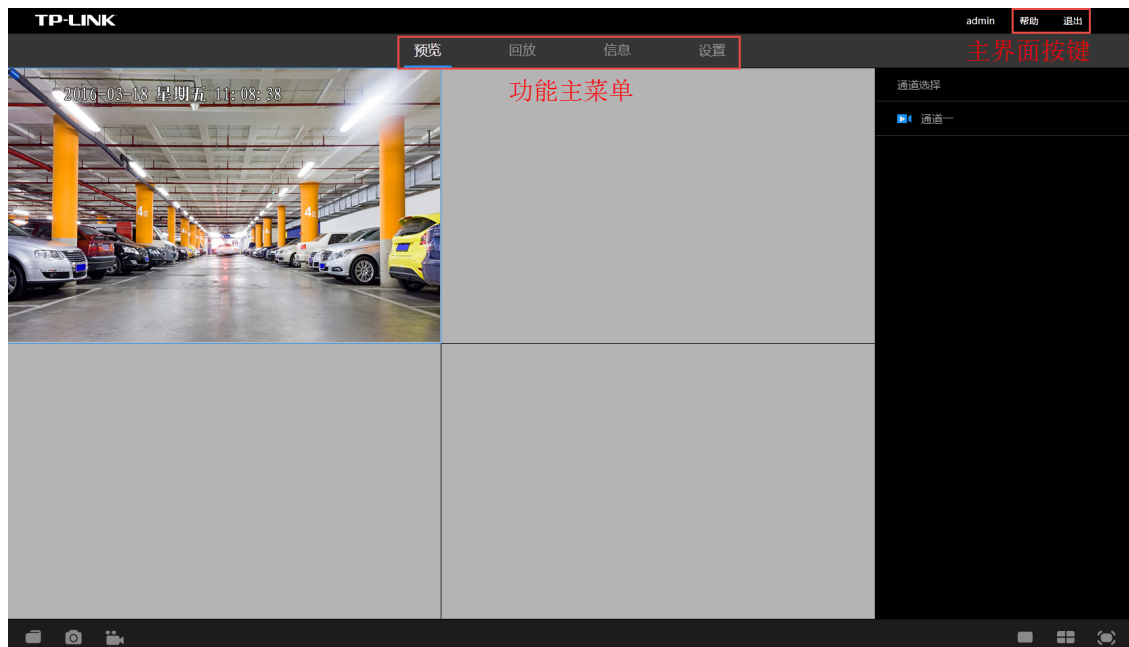 TP-LINK
admin 帮助 退出
预览 回放 信息 设置
主界面按键
功能主菜单
2016-03-18 星期五 11:08:38
通道选择
通道一
4
4